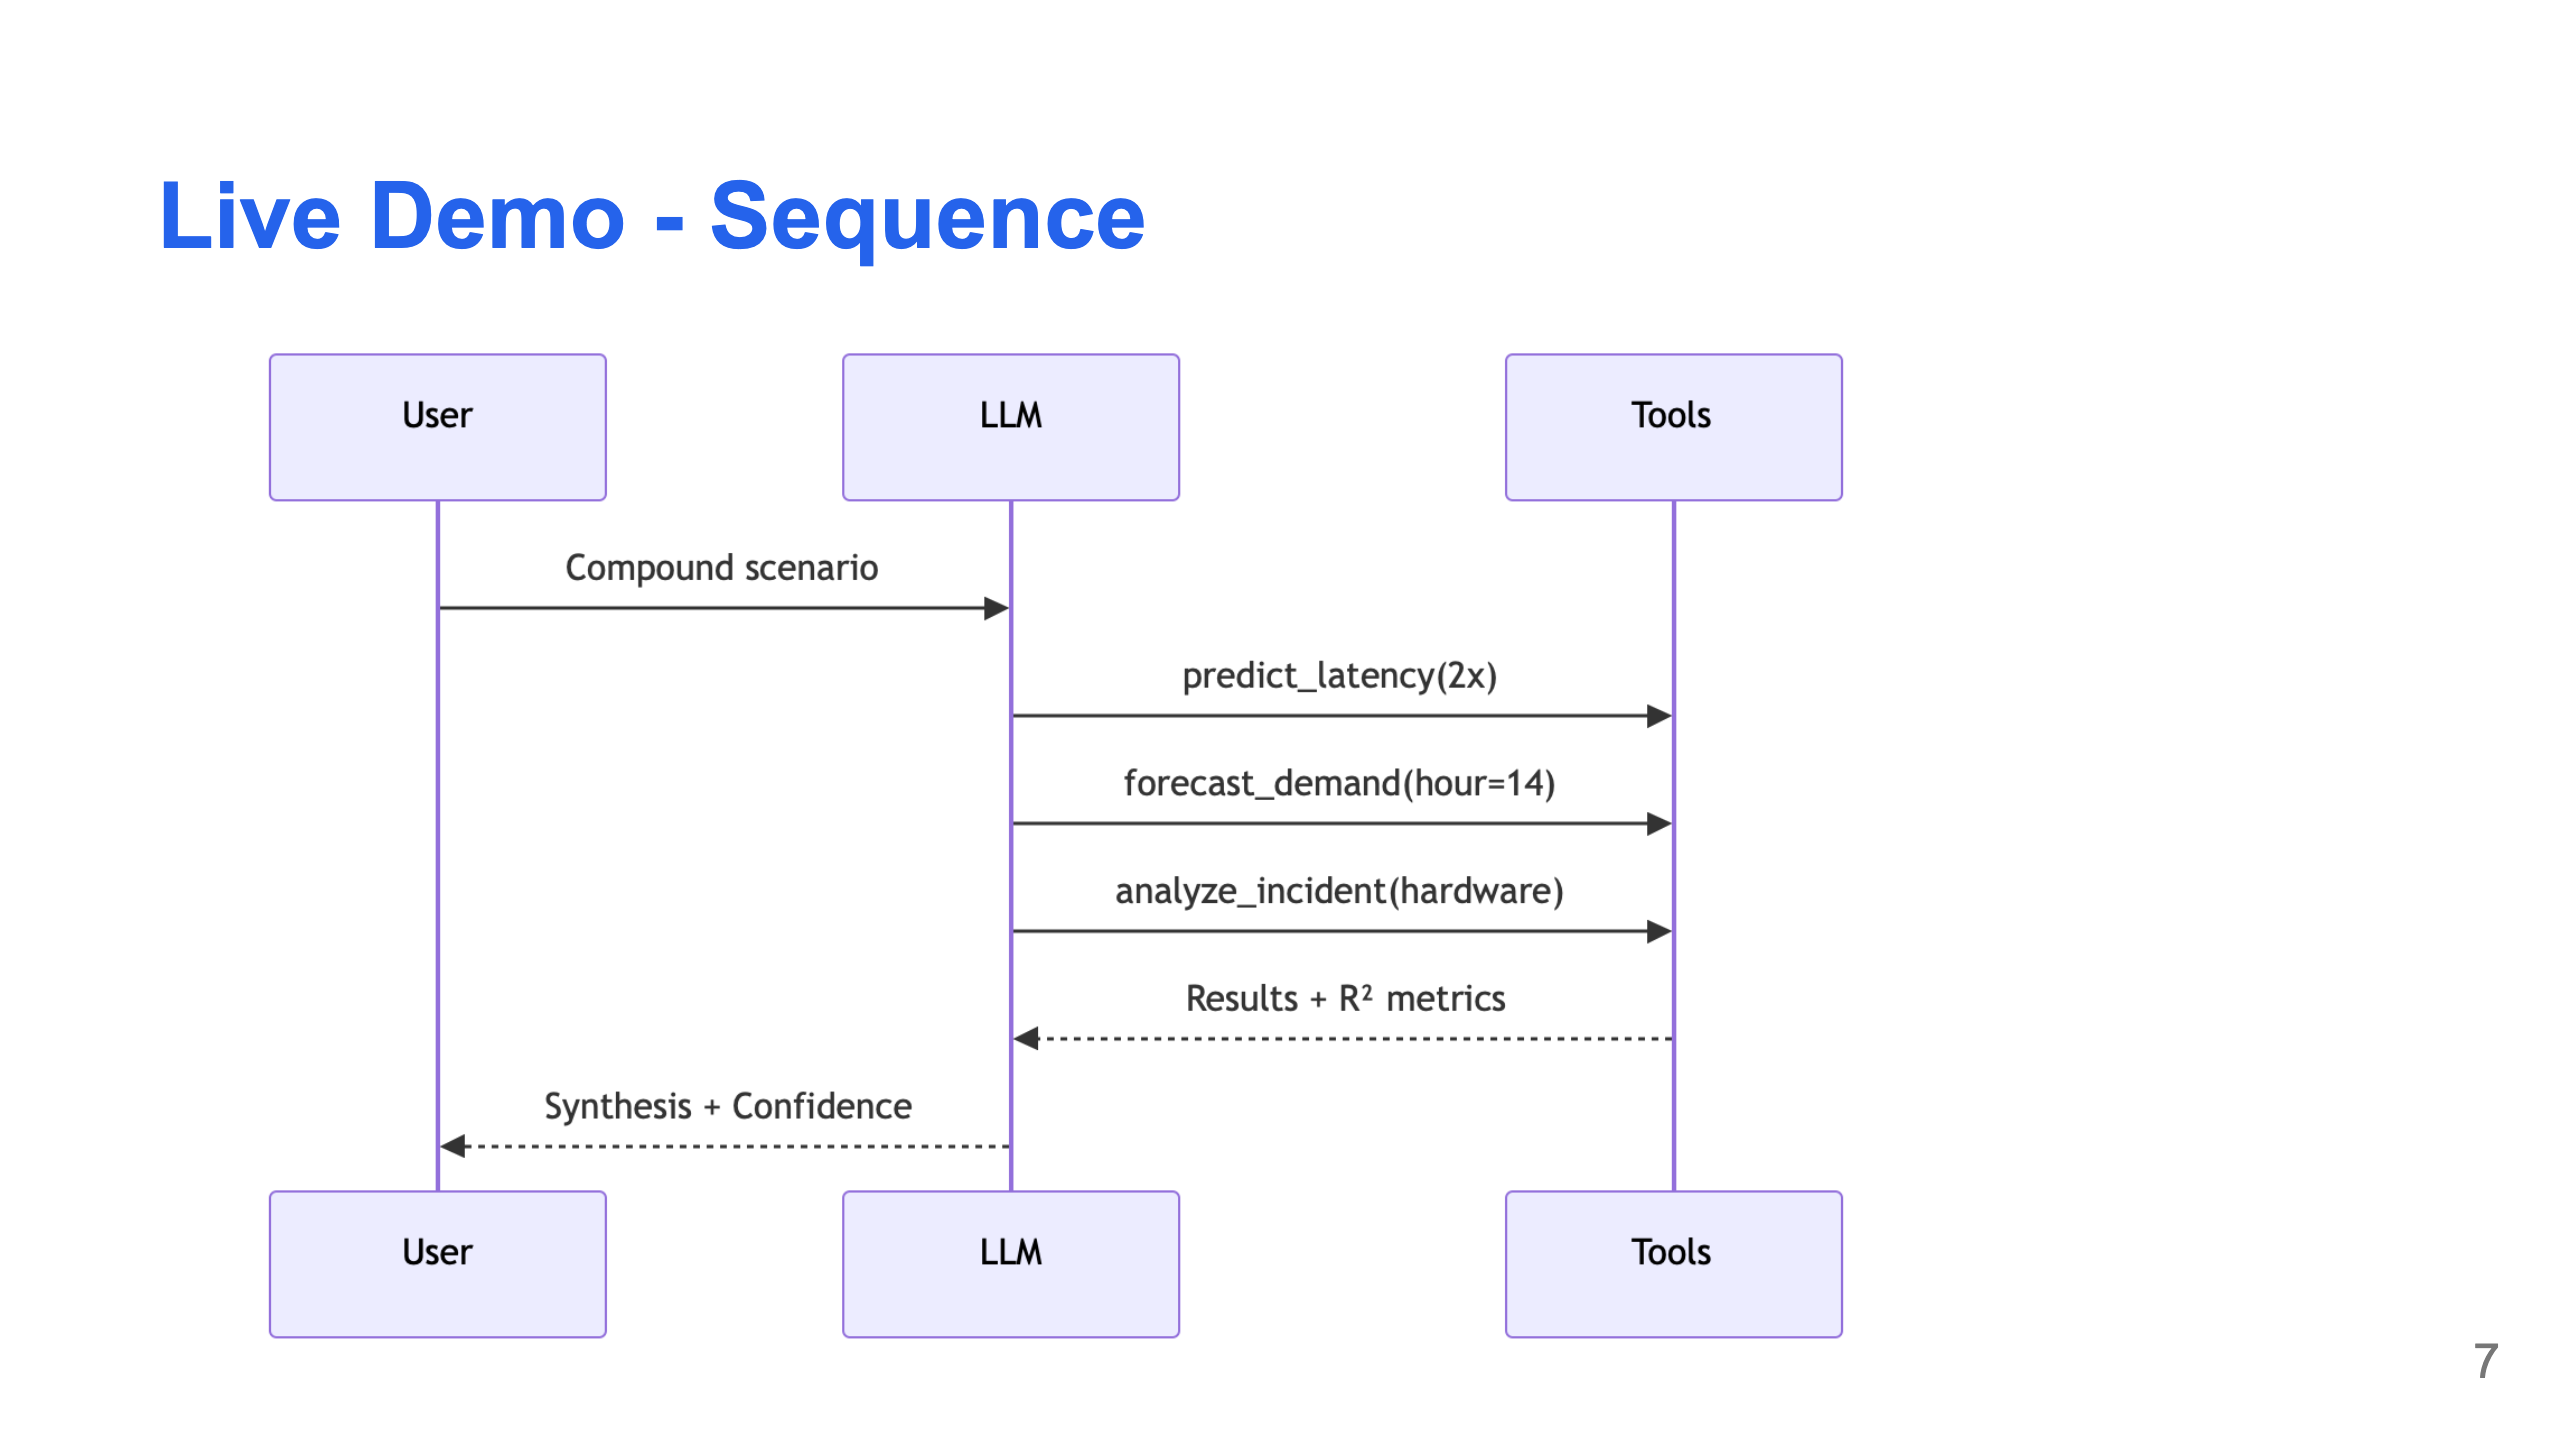 Live Demo - Sequence
User
LLM
Tools
Compound scenario
predict_latency(2x)
forecast_demand(hour=14)
analyze_incident(hardware)
Results + R² metrics
Synthesis + Confidence
User
LLM
Tools
7